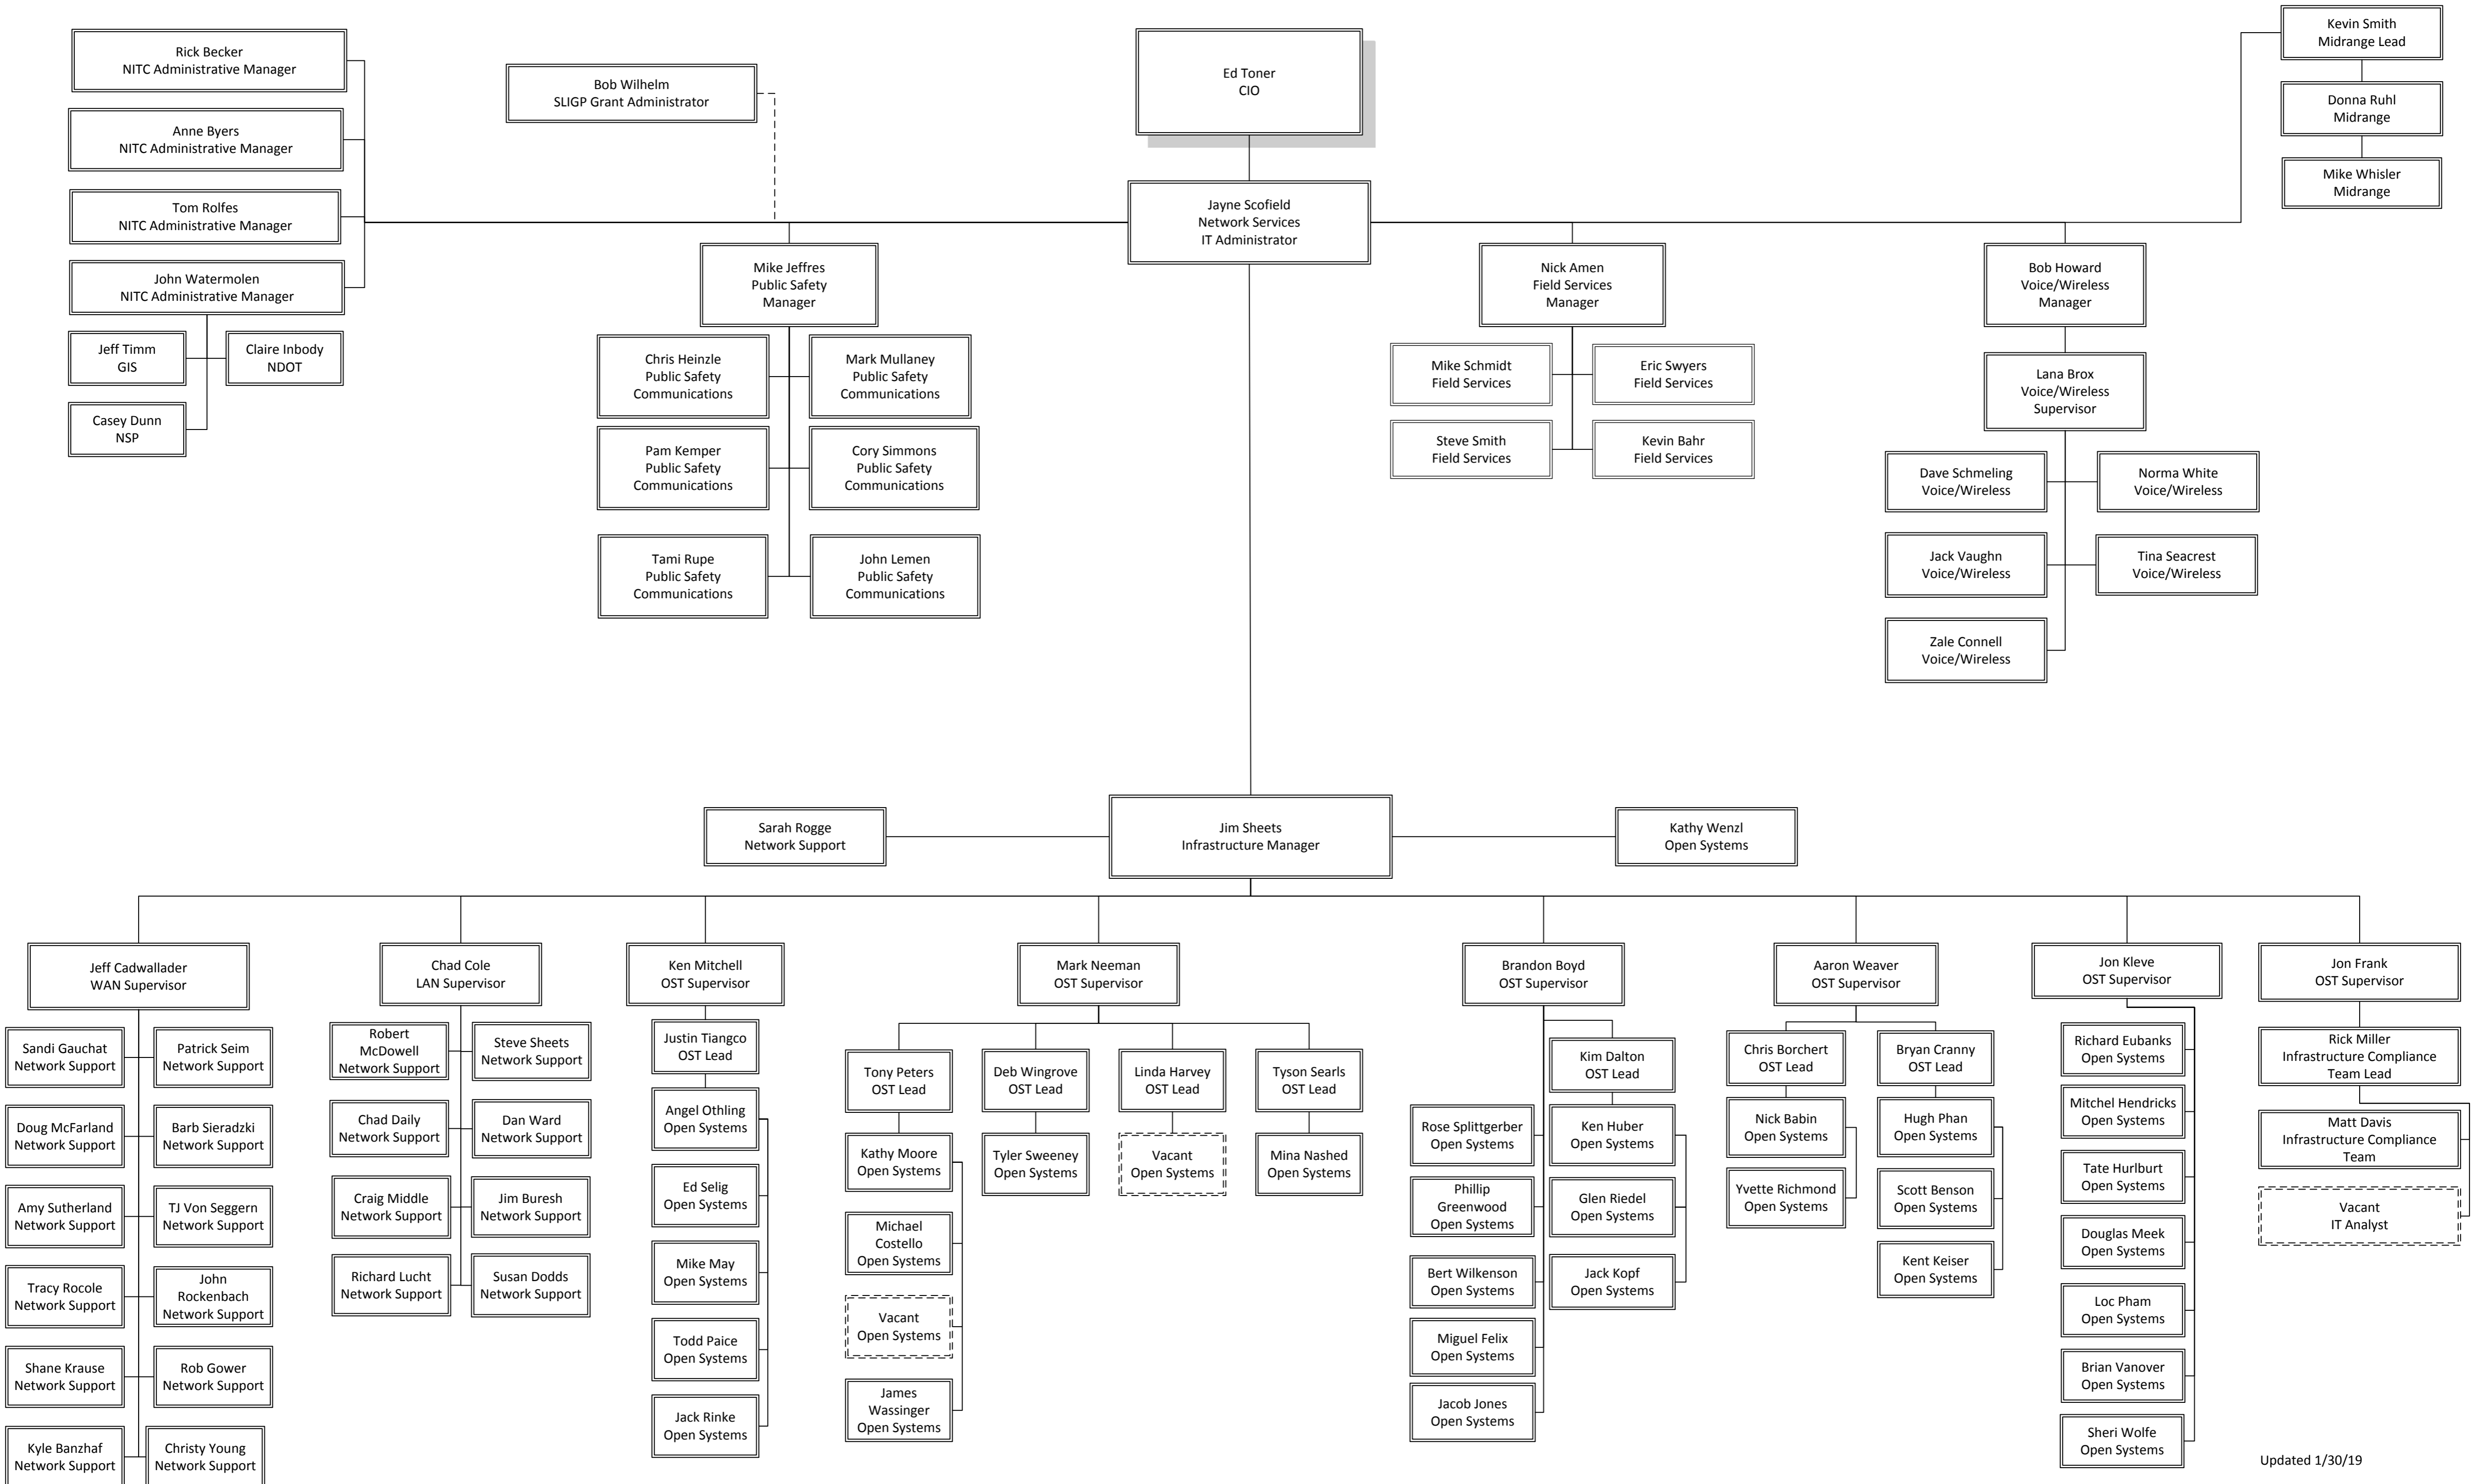 Rick Becker
NITC Administrative Manager
Anne Byers
NITC Administrative Manager
Tom Rolfes
NITC Administrative Manager
John Watermolen
NITC Administrative Manager
Jeff Timm
GIS
Claire Inbody
NDOT
Casey Dunn
NSP
Bob Wilhelm
SLIGP Grant Administrator
Ed Toner
CIO
Jayne Scofield
Network Services
IT Administrator
Kevin Smith
Midrange Lead
Donna Ruhl
Midrange
Mike Whisler
Midrange
Mike Jeffres
Public Safety
Manager
Chris Heinzle
Public Safety
Communications
Mark Mullaney
Public Safety
Communications
Pam Kemper
Public Safety
Communications
Cory Simmons
Public Safety
Communications
Tami Rupe
Public Safety
Communications
John Lemen
Public Safety
Communications
Nick Amen
Field Services
Manager
Mike Schmidt
Field Services
Eric Swyers
Field Services
Steve Smith
Field Services
Kevin Bahr
Field Services
Bob Howard
Voice/Wireless
Manager
Lana Brox
Voice/Wireless
Supervisor
Dave Schmeling
Voice/Wireless
Norma White
Voice/Wireless
Jack Vaughn
Voice/Wireless
Tina Seacrest
Voice/Wireless
Zale Connell
Voice/Wireless
Sarah Rogge
Network Support
Jim Sheets
Infrastructure Manager
Kathy Wenzl
Open Systems
Jeff Cadwallader
WAN Supervisor
Sandi Gauchat
Network Support
Patrick Seim
Network Support
Doug McFarland
Network Support
Barb Sieradzki
Network Support
Amy Sutherland
Network Support
TJ Von Seggern
Network Support
Tracy Rocole
Network Support
John
Rockenbach
Network Support
Shane Krause
Network Support
Rob Gower
Network Support
Kyle Banzhaf
Network Support
Christy Young
Network Support
Chad Cole
LAN Supervisor
Robert
McDowell
Network Support
Steve Sheets
Network Support
Chad Daily
Network Support
Dan Ward
Network Support
Craig Middle
Network Support
Jim Buresh
Network Support
Richard Lucht
Network Support
Susan Dodds
Network Support
Ken Mitchell
OST Supervisor
Justin Tiangco
OST Lead
Angel Othling
Open Systems
Ed Selig
Open Systems
Mike May
Open Systems
Todd Paice
Open Systems
Jack Rinke
Open Systems
Mark Neeman
OST Supervisor
Tony Peters
OST Lead
Kathy Moore
Open Systems
Michael
Costello
Open Systems
Vacant
Open Systems
James
Wassinger
Open Systems
Deb Wingrove
OST Lead
Tyler Sweeney
Open Systems
Linda Harvey
OST Lead
Vacant
Open Systems
Tyson Searls
OST Lead
Mina Nashed
Open Systems
Brandon Boyd
OST Supervisor
Rose Splittgerber
Open Systems
Phillip
Greenwood
Open Systems
Bert Wilkenson
Open Systems
Miguel Felix
Open Systems
Jacob Jones
Open Systems
Kim Dalton
OST Lead
Ken Huber
Open Systems
Glen Riedel
Open Systems
Jack Kopf
Open Systems
Aaron Weaver
OST Supervisor
Chris Borchert
OST Lead
Nick Babin
Open Systems
Yvette Richmond
Open Systems
Bryan Cranny
OST Lead
Hugh Phan
Open Systems
Scott Benson
Open Systems
Kent Keiser
Open Systems
Jon Kleve
OST Supervisor
Richard Eubanks
Open Systems
Mitchel Hendricks
Open Systems
Tate Hurlburt
Open Systems
Douglas Meek
Open Systems
Loc Pham
Open Systems
Brian Vanover
Open Systems
Sheri Wolfe
Open Systems
Jon Frank
OST Supervisor
Rick Miller
Infrastructure Compliance
Team Lead
Matt Davis
Infrastructure Compliance
Team
Vacant
IT Analyst
Updated 1/30/19